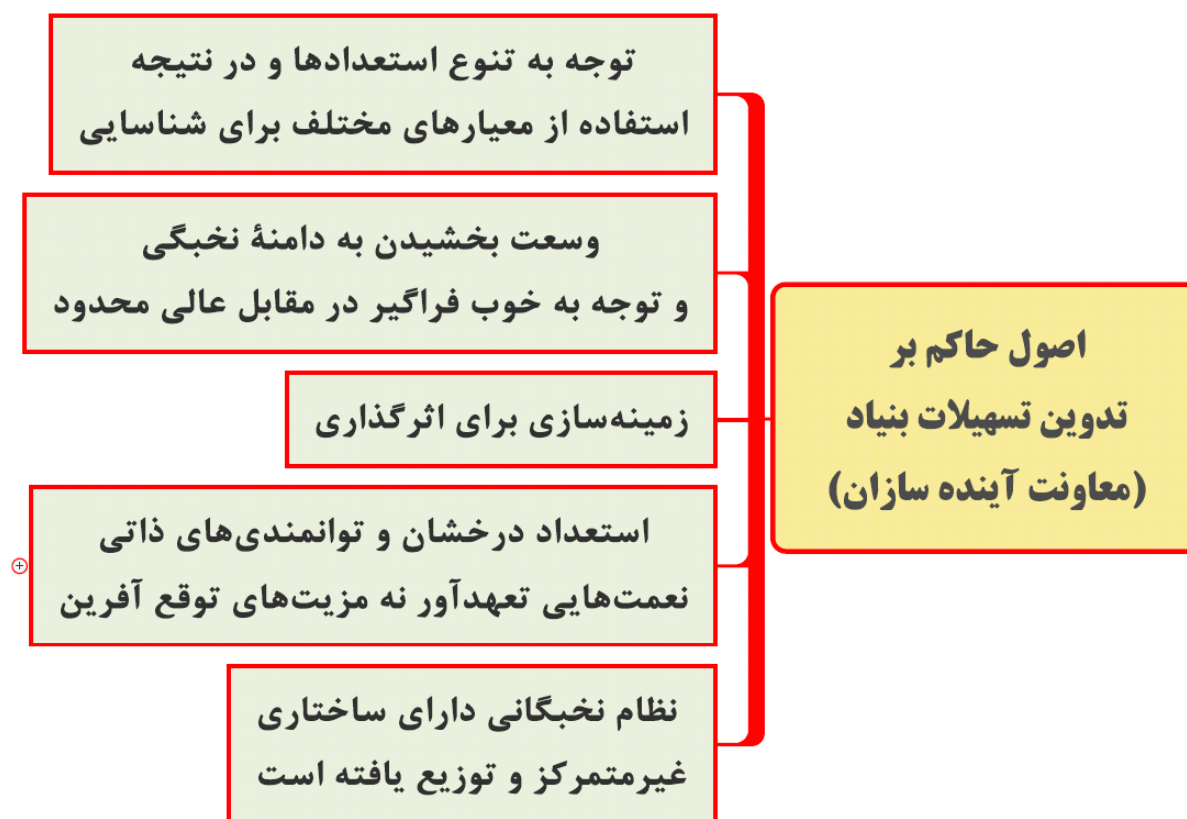 اصول حاکم بر
تدوین تسهیلات بنیاد
(معاونت آینده سازان)
توجه به تنوع استعدادها و در نتیجه
استفاده از معیارهای مختلف برای شناسایی
وسعت بخشیدن به دامنۀ نخبگی
و توجه به خوب فراگیر در مقابل عالی محدود
زمینه‌سازی برای اثرگذاری
استعداد درخشان و توانمندی‌های ذاتی
نعمت‌هایی تعهدآور نه مزیت‌های توقع آفرین
نظام نخبگانی دارای ساختاری
غیرمتمرکز و توزیع یافته است